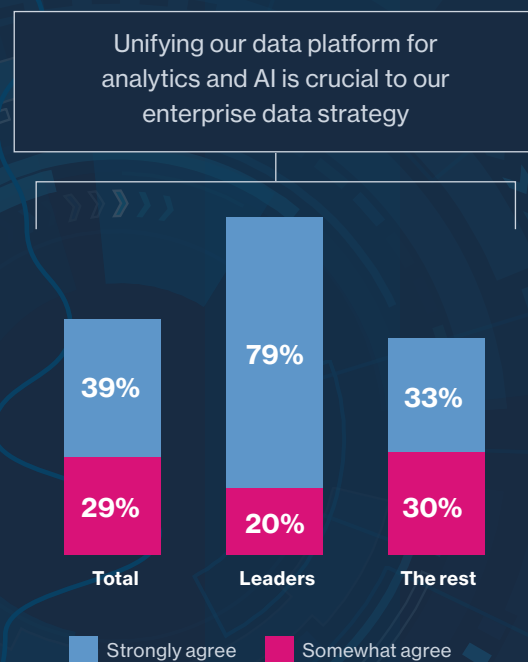 Unifying our data platform for
analytics and AI is crucial to our
enterprise data strategy
39%
29%
79%
20%
33%
30%
Total
Leaders
The rest
Strongly agree
Somewhat agree